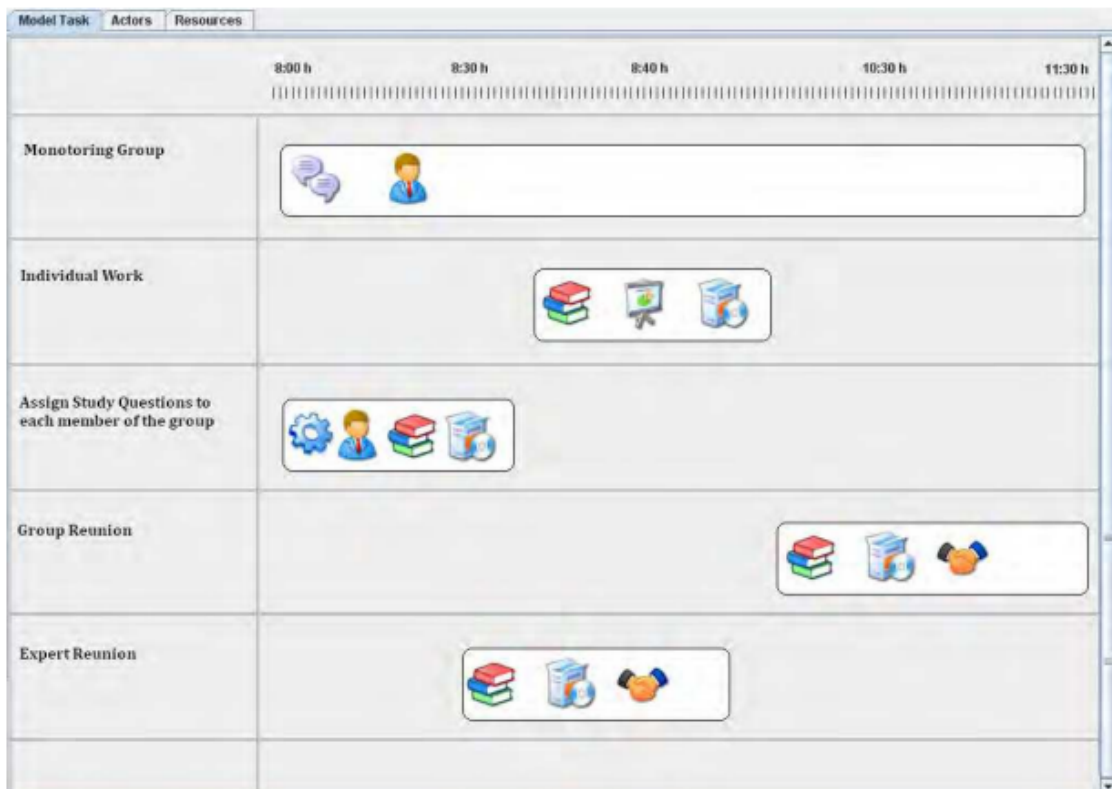 Model Task Actors Resources
8:00 h 8:30 h 8:40 h 10:30 h 11:30 h
Monotoring Group
Individual Work
Assign Study Questions to
each member of the group
Group Reunion
Expert Reunion